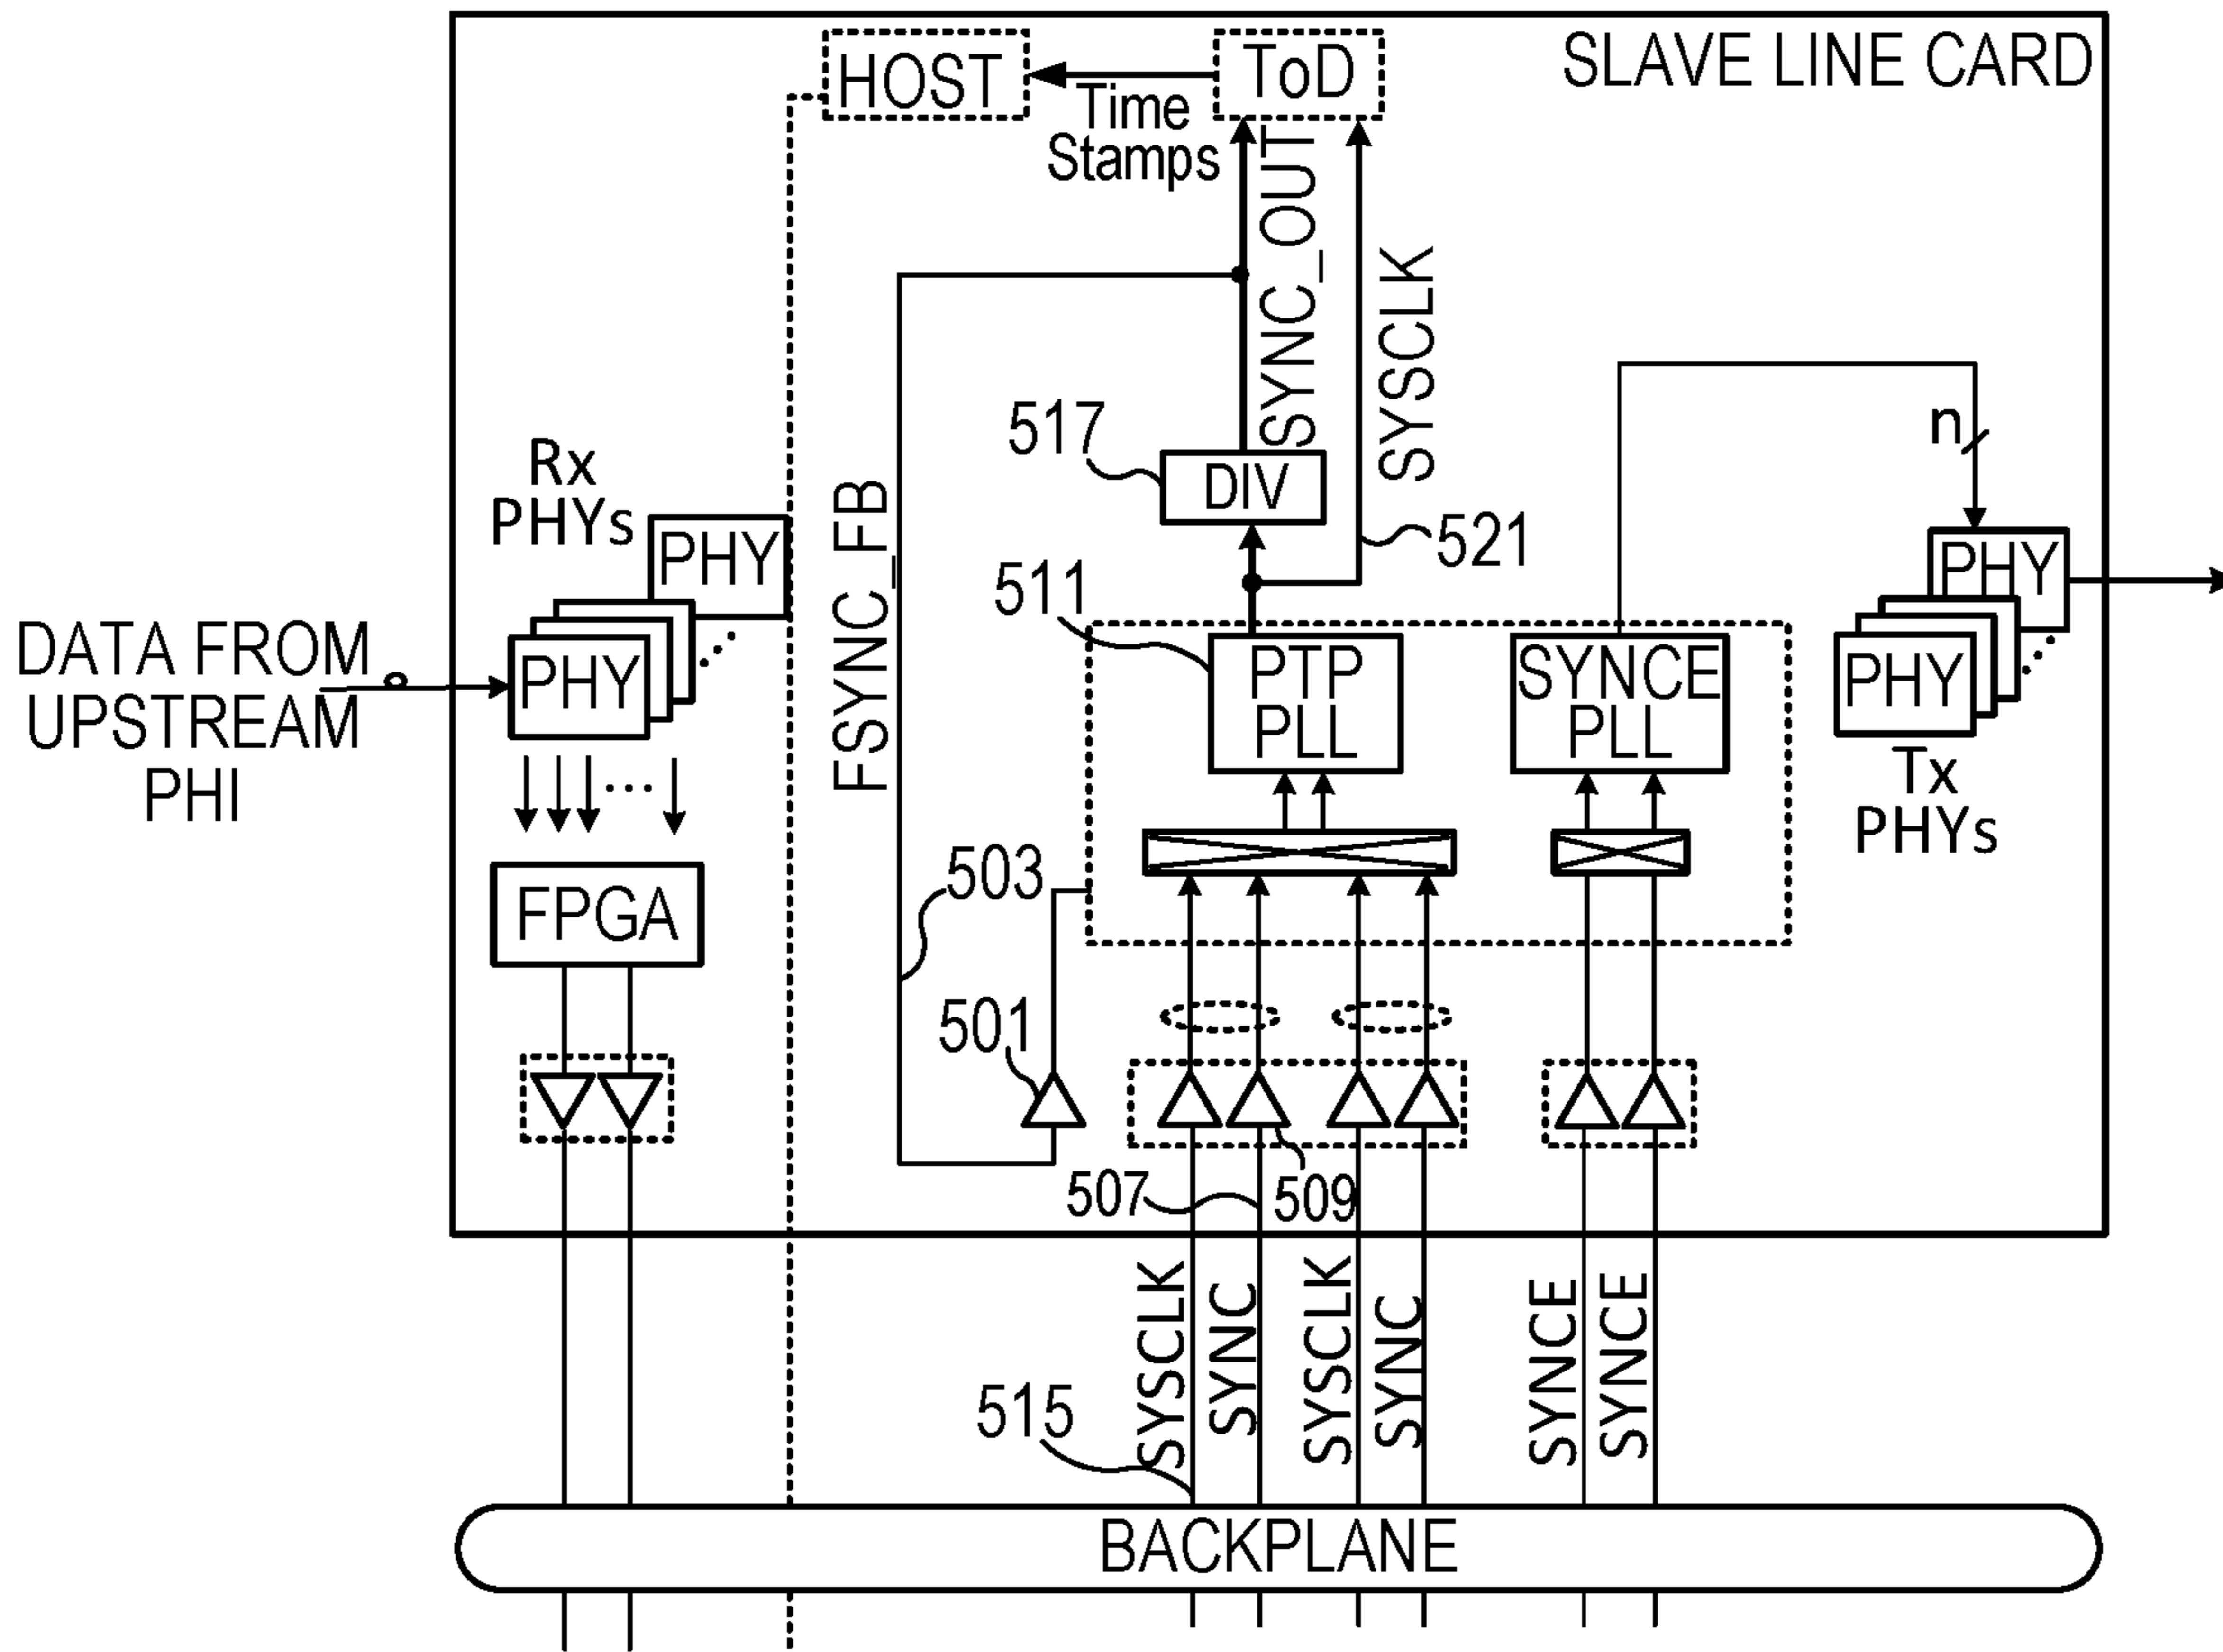 SLAVE LINE CARD
HOST
ToD
Time
Stamps
SYNC_OUT
SYSCLK
517
DIV
n
Rx
PHYs
PHY
FSYNC_FB
521
511
PHY
DATA FROM
UPSTREAM
PHI
PHY
PTP
PLL
SYNCE
PLL
PHY
Tx
PHYs
503
FPGA
501
507
509
SYSCLK
SYNC
SYSCLK
SYNC
SYNCE
SYNCE
515
BACKPLANE